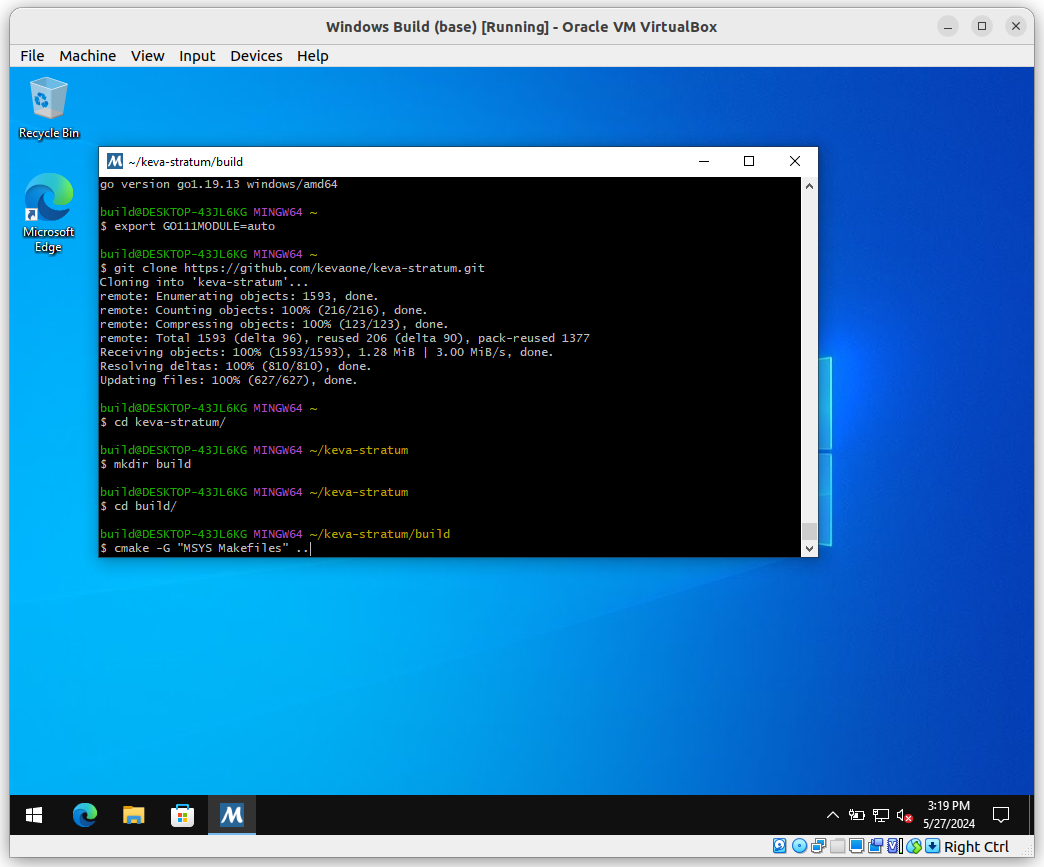 Windows Build (base) [Running] - Oracle VM VirtualBox
File Machine View Input Devices Help
Recycle Bin
Microsoft
Edge
~/keva-stratum/build
go version go1.19.13 windows/amd64
build@DESKTOP-43JL6KG MINGW64 ~
$ export GO111MODULE=auto
build@DESKTOP-43JL6KG MINGW64 ~
$ git clone https://github.com/kevaone/keva-stratum.git
Cloning into 'keva-stratum'...
remote: Enumerating objects: 1593, done.
remote: Counting objects: 100% (216/216), done.
remote: Compressing objects: 100% (123/123), done.
remote: Total 1593 (delta 96), reused 206 (delta 90), pack-reused 1377
Receiving objects: 100% (1593/1593), 1.28 MiB | 3.00 MiB/s, done.
Resolving deltas: 100% (810/810), done.
Updating files: 100% (627/627), done.
build@DESKTOP-43JL6KG MINGW64 ~
$ cd keva-stratum/
build@DESKTOP-43JL6KG MINGW64 ~/keva-stratum
$ mkdir build
build@DESKTOP-43JL6KG MINGW64 ~/keva-stratum
$ cd build/
build@DESKTOP-43JL6KG MINGW64 ~/keva-stratum/build
$ cmake -G "MSYS Makefiles" ..
3:19 PM
5/27/2024
Right Ctrl